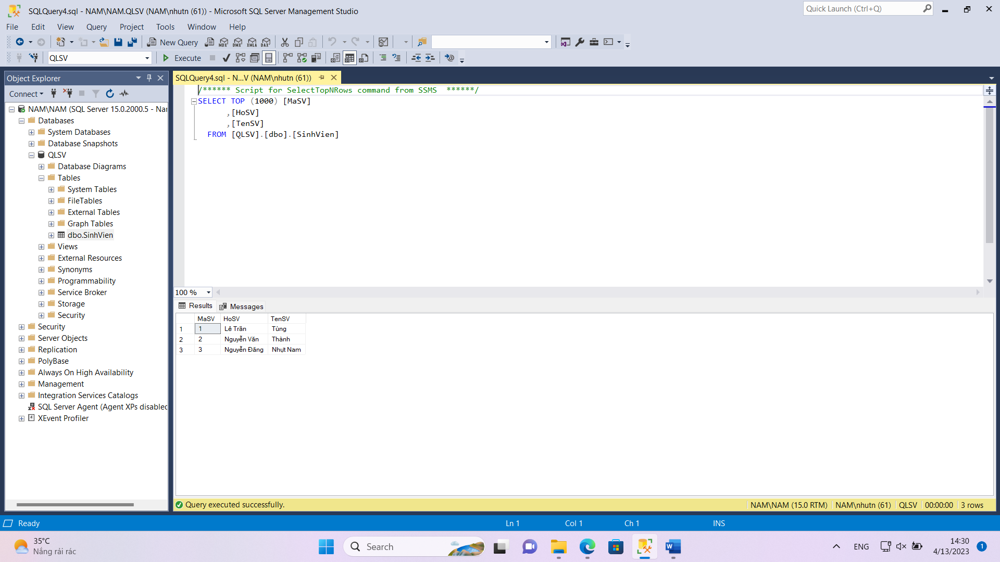 SQLQuery4.sql - NAM\NAM.QLSV (NAM\nhutn (61)) - Microsoft SQL Server Management Studio
Quick Launch (Ctrl+Q)
File Edit View Query Project Tools Window Help
New Query MDX DMX XMLA DAX
QLSV Execute
Object Explorer
SQLQuery4.sql - N...V (NAM\nhutn (61))
Connect
NAM\NAM (SQL Server 15.0.2000.5 - Nar
Databases
System Databases
Database Snapshots
QLSV
Database Diagrams
Tables
System Tables
FileTables
External Tables
Graph Tables
dbo.SinhVien
Views
External Resources
Synonyms
Programmability
Service Broker
Storage
Security
Security
Server Objects
Replication
PolyBase
Always On High Availability
Management
Integration Services Catalogs
SQL Server Agent (Agent XPs disabled
XEvent Profiler
/****** Script for SelectTopNRows command from SSMS  ******/
SELECT TOP (1000) [MaSV]
,[HoSV]
,[TenSV]
FROM [QLSV].[dbo].[SinhVien]
100 %
Results Messages
MaSV HoSV TenSV
1 1 Lê Trần Tùng
2 2 Nguyễn Văn Thành
3 3 Nguyễn Đăng Nhựt Nam
Query executed successfully.
NAM\NAM (15.0 RTM) NAM\nhutn (61) QLSV 00:00:00 3 rows
Ready Ln 1 Col 1 Ch 1 INS
35°C
Nắng rải rác
Search
ENG
14:30
4/13/2023
1